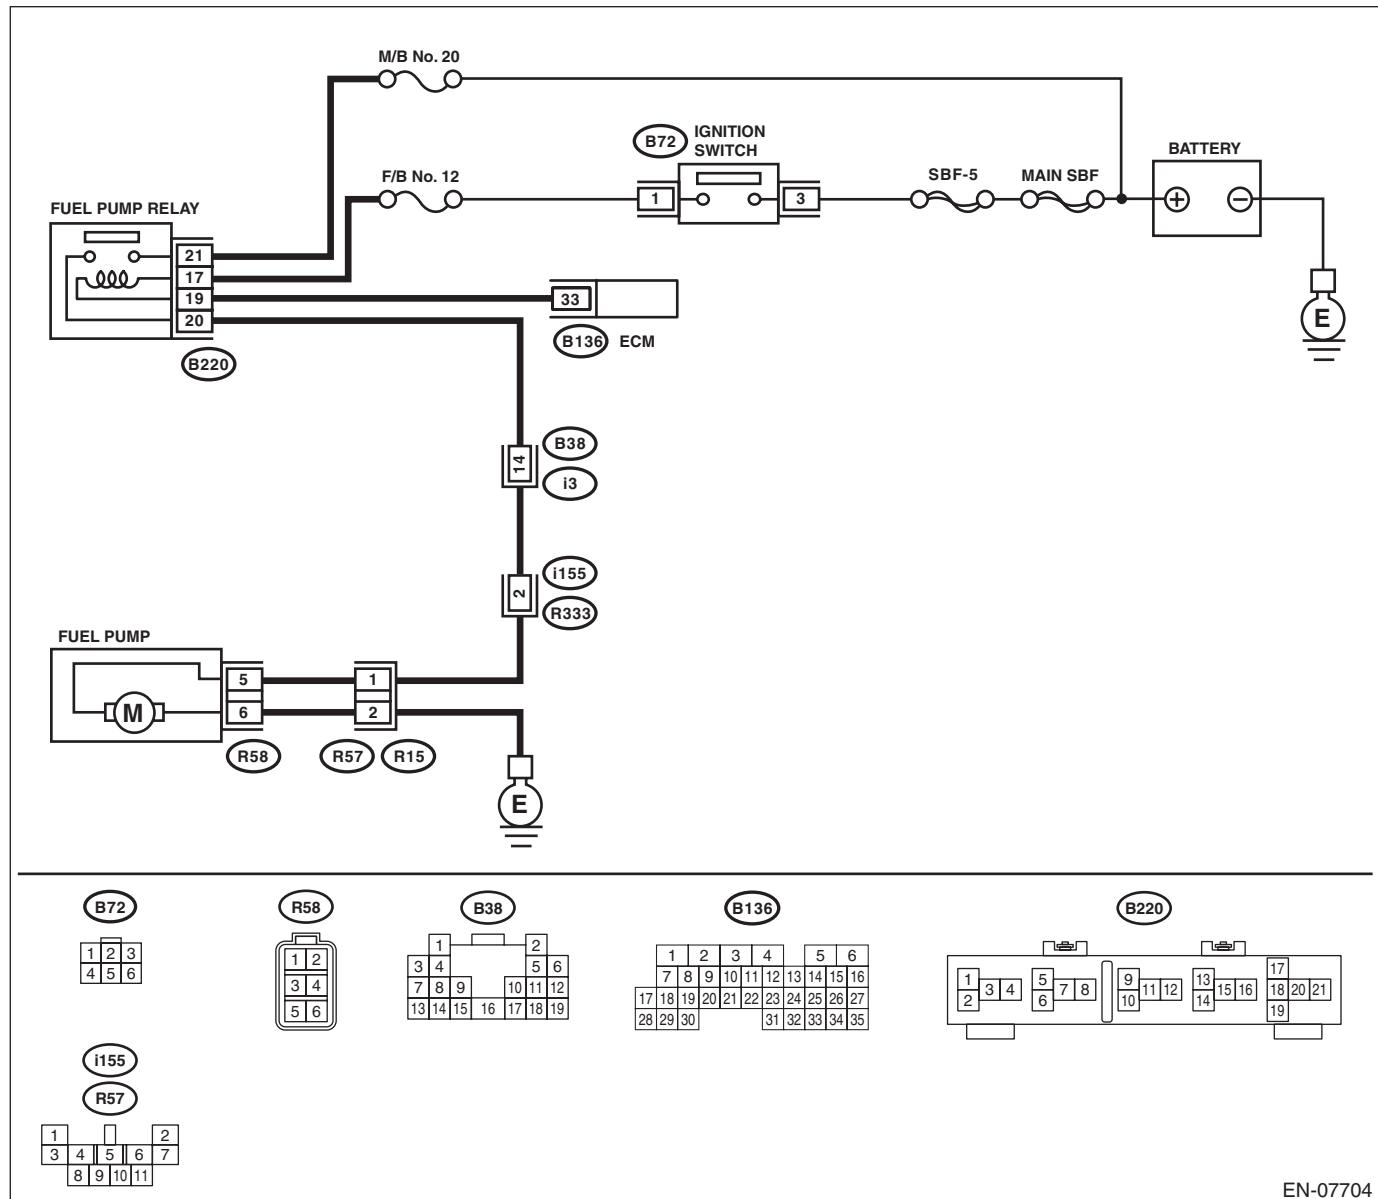 M/B No. 20
B72 IGNITION
SWITCH
BATTERY
F/B No. 12
SBF-5
MAIN SBF
1
3
+
−
FUEL PUMP RELAY
21
17
19
20
33
B136 ECM
B220
E
B38
14
i3
i155
2
R333
FUEL PUMP
5
1
M
6
2
R58
R57
R15
E
B72
1 2 3
4 5 6
R58
1 2
3 4
5 6
B38
1 2
3 4 5 6
7 8 9 10 11 12
13 14 15 16 17 18 19
B136
1 2 3 4 5 6
7 8 9 10 11 12 13 14 15 16
17 18 19 20 21 22 23 24 25 26 27
28 29 30 31 32 33 34 35
B220
1 5 9 13 17
3 4 7 8 11 12 15 16 18 20 21
2 6 10 14 19
i155
R57
1 2
3 4 5 6 7
8 9 10 11
EN-07704